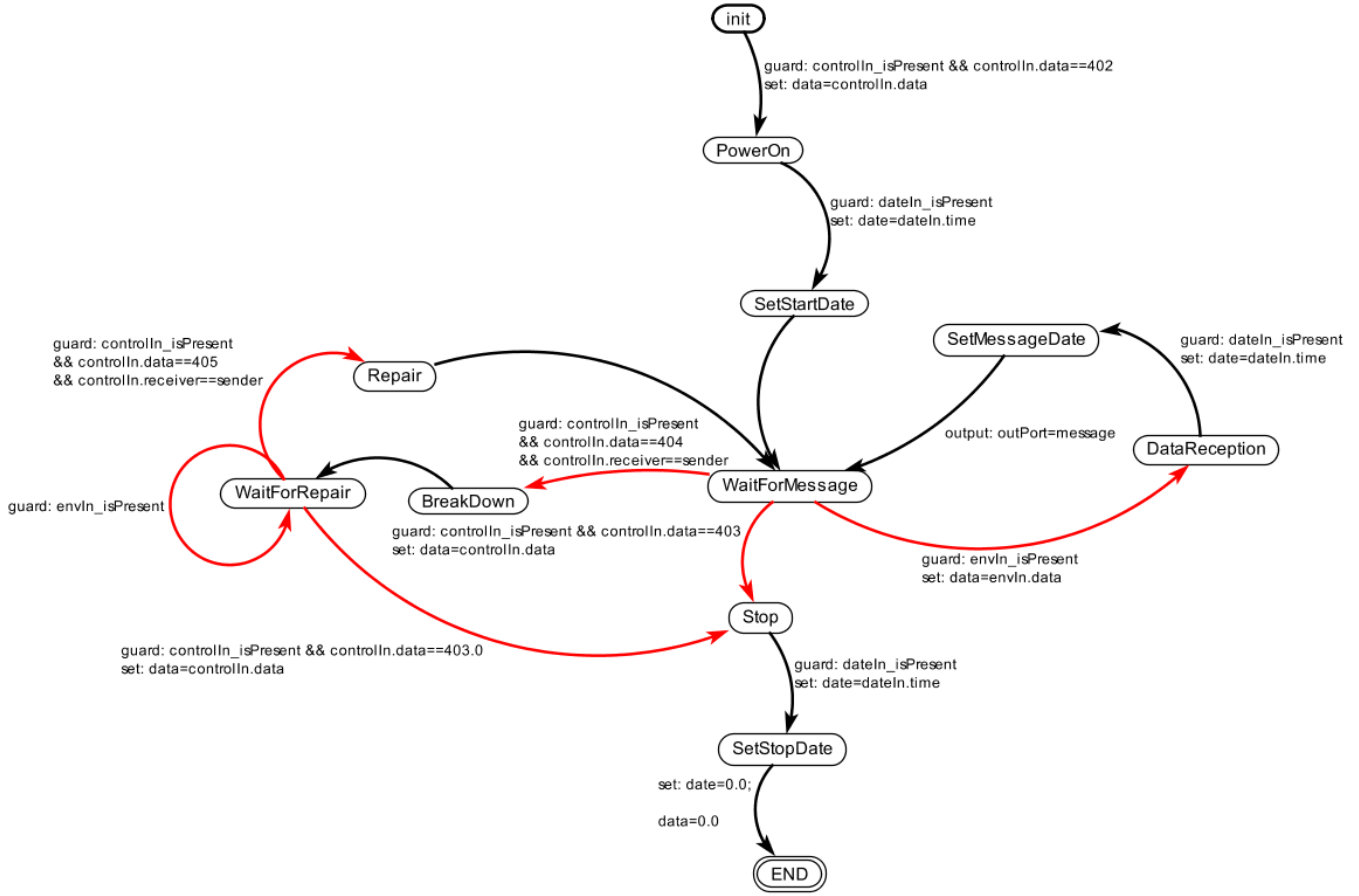 init
guard: controlIn_isPresent && controlIn.data==402
set: data=controlIn.data
PowerOn
guard: dateIn_isPresent
set: date=dateIn.time
SetStartDate
SetMessageDate
guard: dateIn_isPresent
set: date=dateIn.time
guard: controlIn_isPresent
&& controlIn.data==405
&& controlIn.receiver==sender
Repair
guard: controlIn_isPresent
&& controlIn.data==404
&& controlIn.receiver==sender
output: outPort=message
DataReception
WaitForRepair
BreakDown
WaitForMessage
guard: envIn_isPresent
guard: controlIn_isPresent && controlIn.data==403
set: data=controlIn.data
guard: envIn_isPresent
set: data=envIn.data
Stop
guard: controlIn_isPresent && controlIn.data==403.0
set: data=controlIn.data
guard: dateIn_isPresent
set: date=dateIn.time
SetStopDate
set: date=0.0;
data=0.0
END